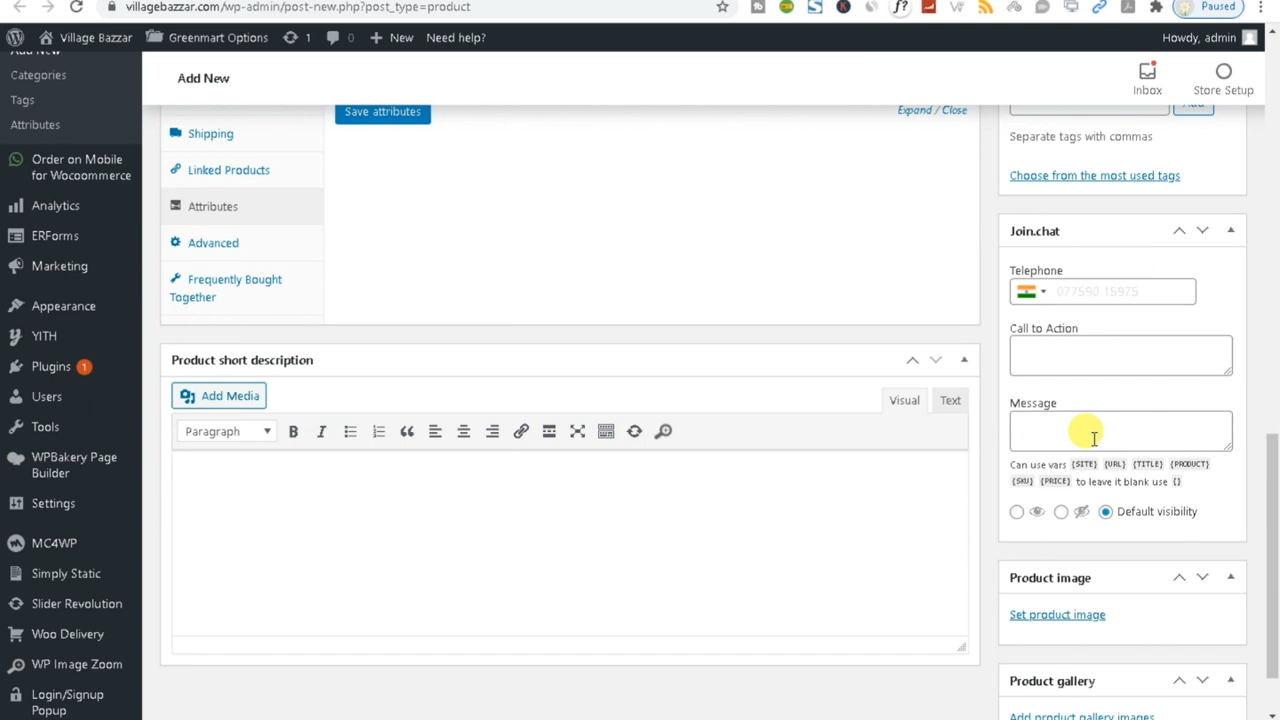 villagebazzar.com/wp-admin/post-new.php?post_type=product
Paused
Village Bazzar
Greenmart Options
1
0
New
Need help?
Howdy, admin
Add New
Categories
Tags
Attributes
Order on Mobile
for Wocoommerce
Analytics
ERForms
Marketing
Appearance
YITH
Plugins 1
Users
Tools
WPBakery Page
Builder
Settings
MC4WP
Simply Static
Slider Revolution
Woo Delivery
WP Image Zoom
Login/Signup
Popup
Add New
Inbox
Store Setup
Save attributes
Expand / Close
Shipping
Linked Products
Attributes
Advanced
Frequently Bought
Together
Product short description
Add Media
Visual
Text
Paragraph
Add
Separate tags with commas
Choose from the most used tags
Join.chat
Telephone
077590 15975
Call to Action
Message
Can use vars {SITE} {URL} {TITLE} {PRODUCT}
{SKU} {PRICE} to leave it blank use {}
Default visibility
Product image
Set product image
Product gallery
Add product gallery images